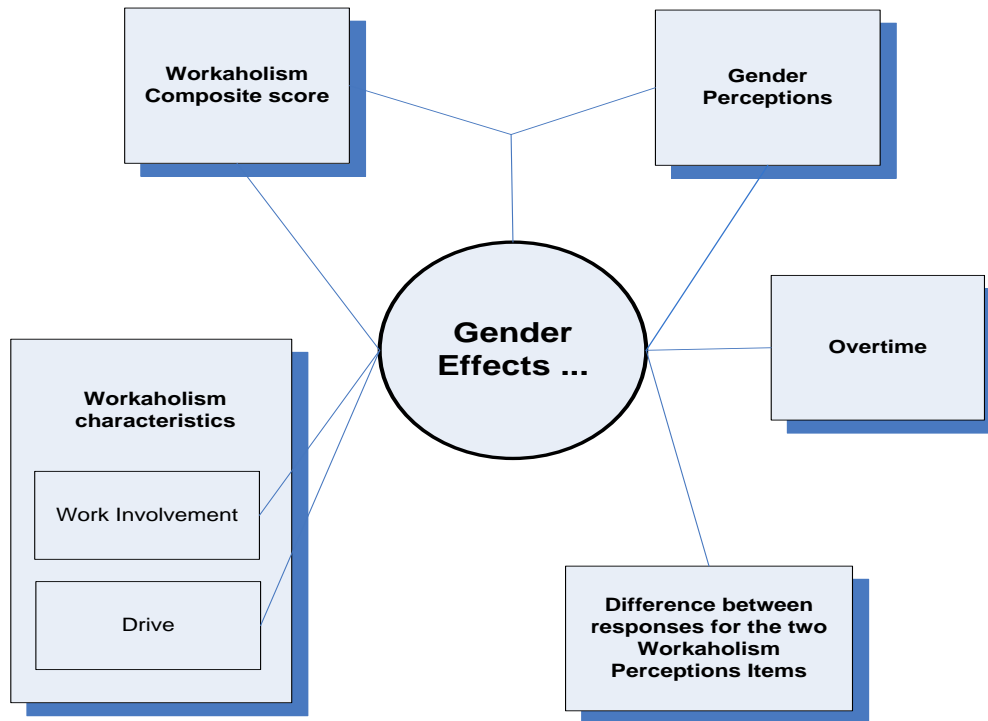 Workaholism
Composite score
Gender
Perceptions
Gender
Effects ...
Overtime
Workaholism
characteristics
Work Involvement
Drive
Difference between
responses for the two
Workaholism
Perceptions Items